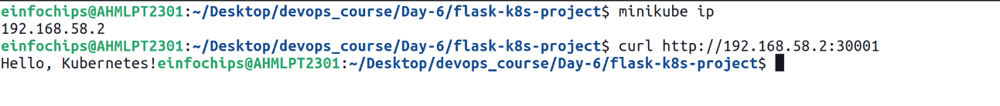 einfochips@AHMLPT2301:~/Desktop/devops_course/Day-6/flask-k8s-project$ minikube ip
192.168.58.2
einfochips@AHMLPT2301:~/Desktop/devops_course/Day-6/flask-k8s-project$ curl http://192.168.58.2:30001
Hello, Kubernetes!einfochips@AHMLPT2301:~/Desktop/devops_course/Day-6/flask-k8s-project$